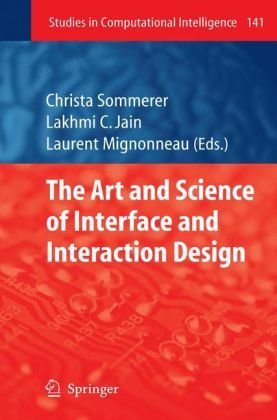 Studies in Computational Intelligence 141
Christa Sommerer
Lakhmi C. Jain
Laurent Mignonneau (Eds.)
The Art and Science
of Interface and
Interaction Design
Springer